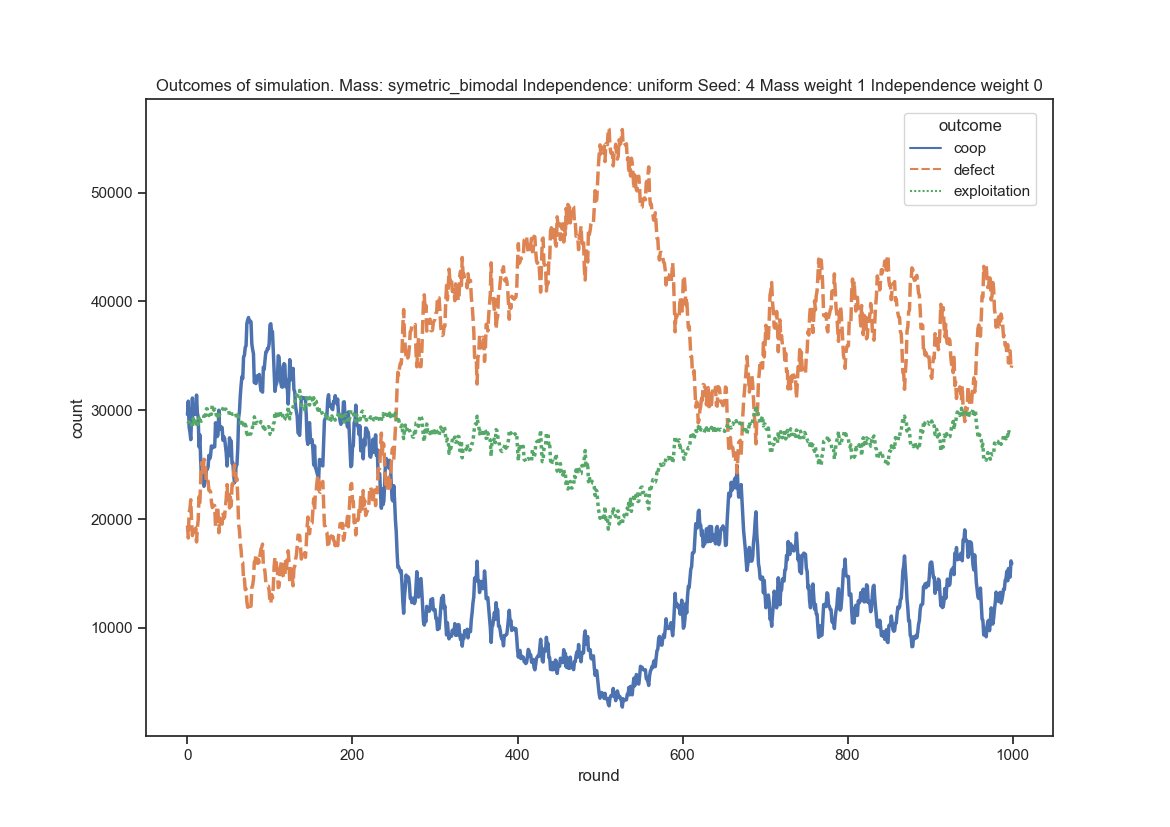 Outcomes of simulation. Mass: symetric_bimodal Independence: uniform Seed: 4 Mass weight 1 Independence weight 0
outcome
coop
defect
exploitation
50000
40000
30000
20000
10000
count
0 200 400 600 800 1000
round